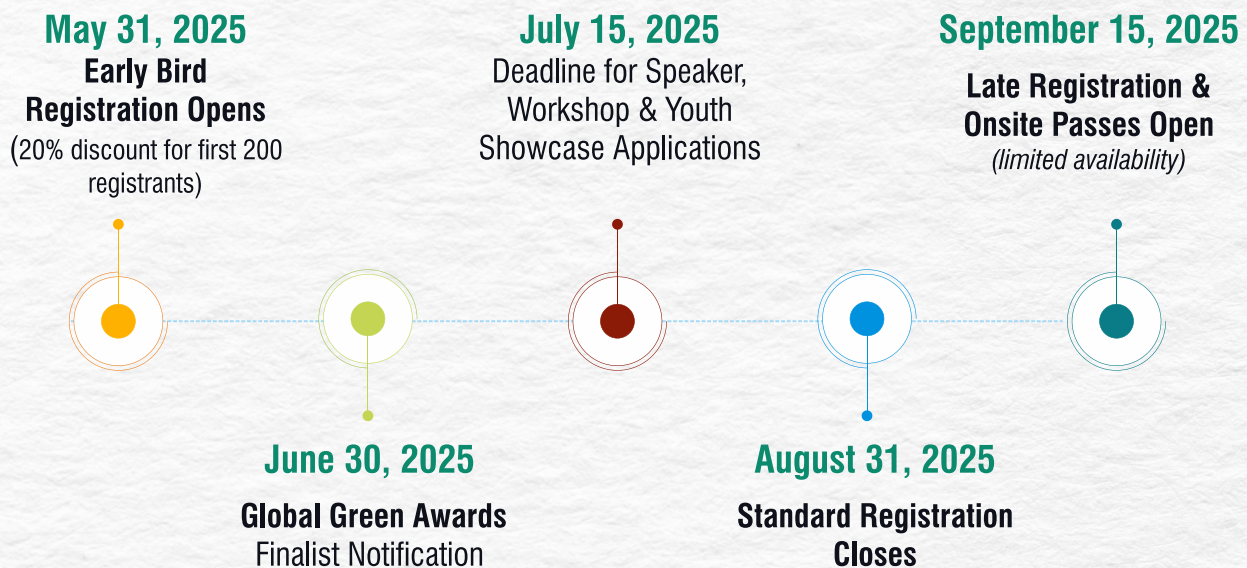 May 31, 2025
Early Bird
Registration Opens
(20% discount for first 200
registrants)
June 30, 2025
Global Green Awards
Finalist Notification
July 15, 2025
Deadline for Speaker,
Workshop & Youth
Showcase Applications
August 31, 2025
Standard Registration
Closes
September 15, 2025
Late Registration &
Onsite Passes Open
(limited availability)